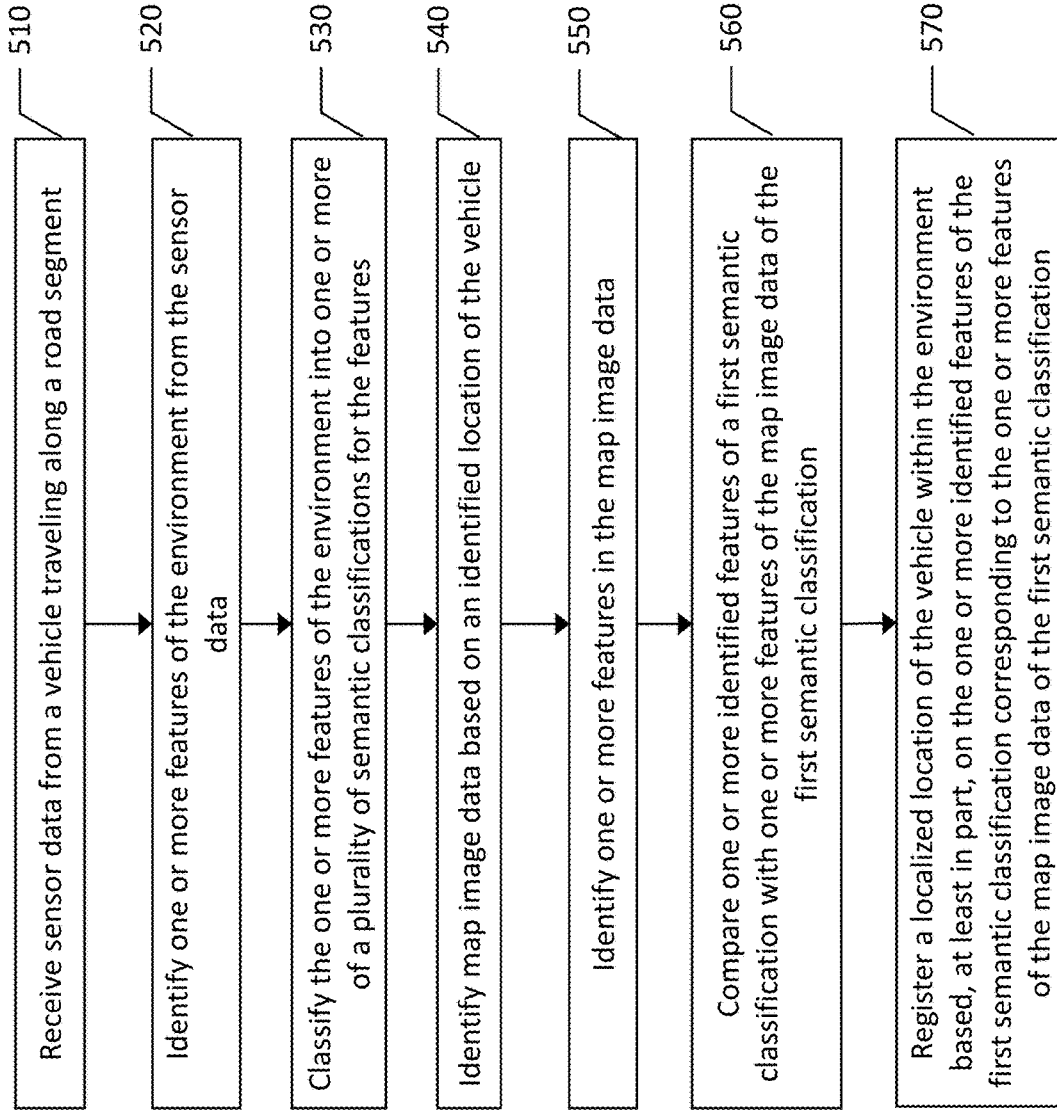 510
Receive sensor data from a vehicle traveling along a road segment
520
Identify one or more features of the environment from the sensor
data
530
Classify the one or more features of the environment into one or more
of a plurality of semantic classifications for the features
540
Identify map image data based on an identified location of the vehicle
550
Identify one or more features in the map image data
560
Compare one or more identified features of a first semantic
classification with one or more features of the map image data of the
first semantic classification
570
Register a localized location of the vehicle within the environment
based, at least in part, on the one or more identified features of the
first semantic classification corresponding to the one or more features
of the map image data of the first semantic classification